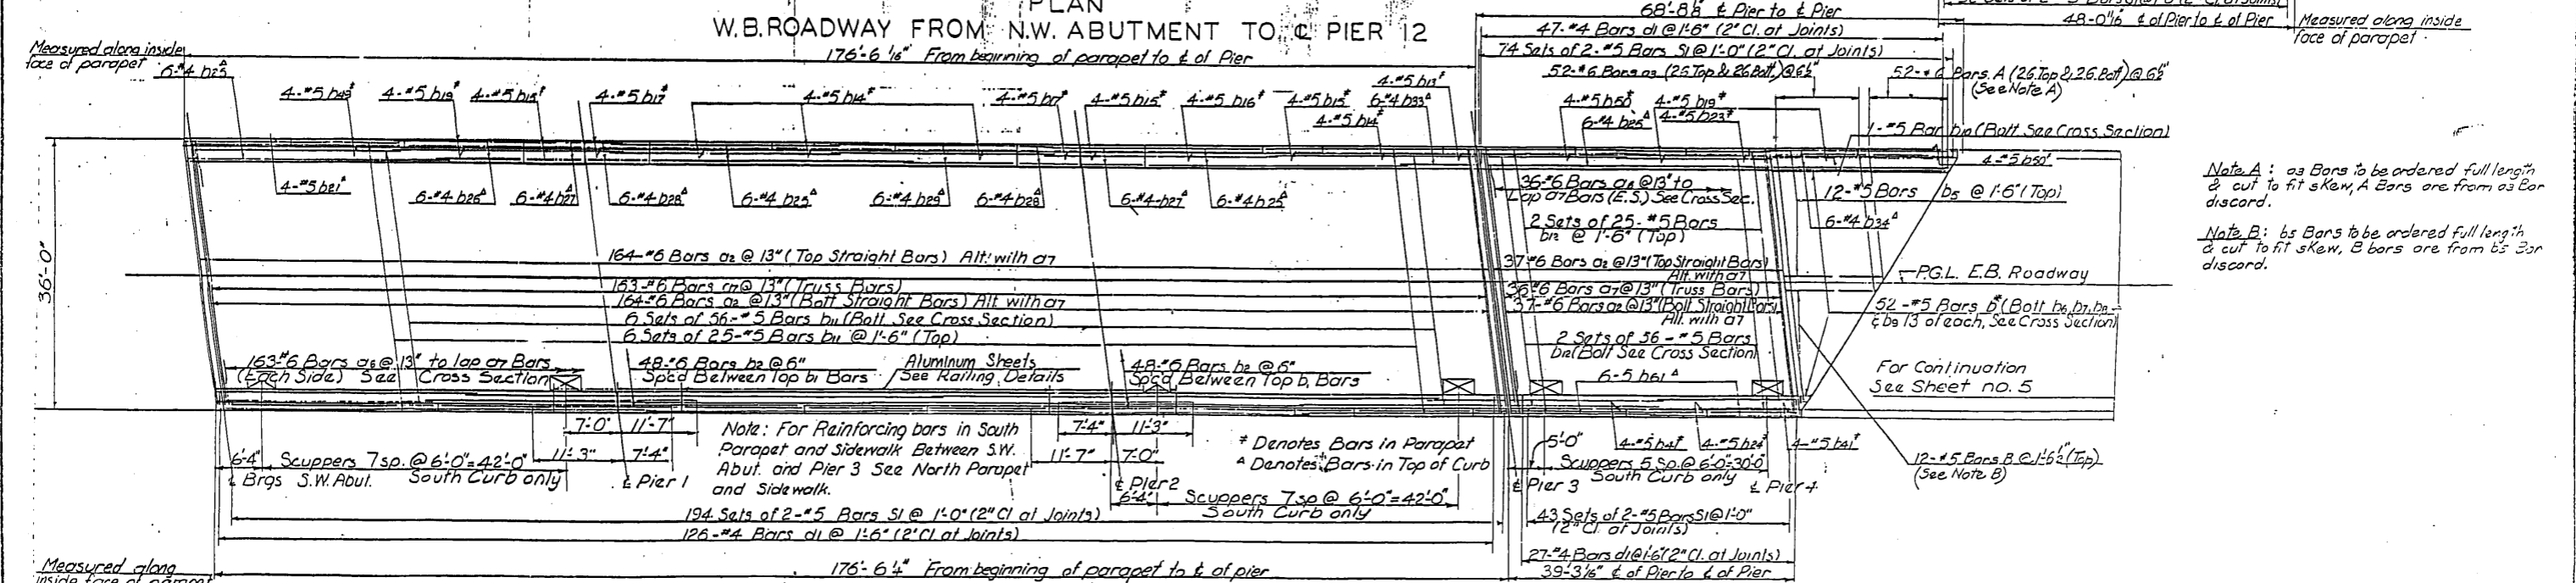 PLAN
W.B. ROADWAY FROM N.W. ABUTMENT TO ℄ PIER 12
Measured along inside
face of parapet
176'-6 1/16" From beginning of parapet to ℄ of Pier
68'-8 1/8" ℄ Pier to ℄ Pier
47-#4 Bars d1 @ 1'-6" (2" Cl. at Joints)
74 Sets of 2-#5 Bars S1 @ 1'-0" (2" Cl. at Joints)
48'-0 1/16" ℄ of Pier to ℄ of Pier
Measured along inside
face of parapet
52-#6 Bars a3 (26 Top & 26 Bott.) @ 6½"
52-#6 Bars A (26 Top & 26 Bott) @ 6½"
(See Note A)
6-#4 b25△
4-#5 b49‡
4-#5 b19‡
4-#5 b15‡
4-#5 b17‡
4-#5 b14‡
4-#5 b17‡
4-#5 b15‡
4-#5 b16‡
4-#5 b15‡
4-#5 b13‡
6-#4 b33△
4-#5 b14‡
4-#5 b50‡
4-#5 b19‡
6-#4 b26△
4-#5 b23‡
1-#5 Bar b10 (Bott See Cross Section)
4-#5 b50‡
4-#5 b21‡
6-#4 b26△
6-#4 b27△
6-#4 b28△
6-#4 b25△
6-#4 b29△
6-#4 b28△
6-#4 b27△
6-#4 b25△
36-#6 Bars a6 @ 13" to
Lap a7 Bars (E.S.) See Cross Sec.
12-#5 Bars b5 @ 1'-6" (Top)
6-#4 b34△
2 Sets of 25-#5 Bars
b12 @ 1'-6" (Top)
Note A : a3 Bars to be ordered full length
& cut to fit skew, A Bars are from a3 Bar
discard.
Note B: b5 Bars to be ordered full length
& cut to fit skew, B bars are from b5 Bar
discard.
36'-0"
164-#6 Bars a2 @ 13" (Top Straight Bars) Alt. with a7
163-#6 Bars a7 @ 13" (Truss Bars)
164-#6 Bars a2 @ 13" (Bott Straight Bars) Alt with a7
6 Sets of 56-#5 Bars b11 (Bott. See Cross Section)
6 Sets of 25-#5 Bars b11 @ 1'-6" (Top)
37-#6 Bars a2 @ 13" (Top Straight Bars)
Alt. with a7
36-#6 Bars a7 @ 13" (Truss Bars)
37-#6 Bars a2 @ 13" (Bott Straight Bars)
Alt. with a7
P.G.L. E.B. Roadway
52-#5 Bars b* (Bott b6, b7, b8
& b9 13 of each, See Cross Section)
2 Sets of 56-#5 Bars
b12 (Bott See Cross Section)
163-#6 Bars a6 @ 13" to lap a7 Bars
(Each Side) See Cross Section
48-#6 Bars b2 @ 6"
Spc'd Between Top b1 Bars
Aluminum Sheets
See Railing Details
48-#6 Bars b2 @ 6"
Spc'd Between Top b1 Bars
6-5 b61△
For Continuation
See Sheet no. 5
7'-0" 11'-7"
11'-3" 7'-4"
Note: For Reinforcing bars in South
Parapet and Sidewalk Between S.W.
Abut. and Pier 3 See North Parapet
and Sidewalk.
7'-4" 11'-3"
11'-7" 7'-0"
‡ Denotes Bars in Parapet
△ Denotes Bars in Top of Curb
5'-0"
4-#5 b41‡
4-#5 b24‡
4-#5 b41‡
6'-4" Scuppers 7 sp. @ 6'-0"=42'-0"
South Curb only
℄ Brgs S.W. Abut.
℄ Pier 1
℄ Pier 2
6'-4" Scuppers 7 sp @ 6'-0"=42'-0"
South Curb only
Scuppers 5 Sp. @ 6'-0"=30'-0"
South Curb only
℄ Pier 3
℄ Pier 4
12-#5 Bars B @ 1'-6½" (Top)
(See Note B)
194 Sets of 2-#5 Bars S1 @ 1'-0" (2" Cl at Joints)
126-#4 Bars d1 @ 1'-6" (2" Cl. at Joints)
43 Sets of 2-#5 Bars S1 @ 1'-0"
(2" Cl. at Joints)
27-#4 Bars d1 @ 1'-6" (2" Cl. at Joints)
Measured along
inside face of parapet
176'-6¼" From beginning of parapet to ℄ of pier
39'-3 1/16" ℄ of Pier to ℄ of Pier